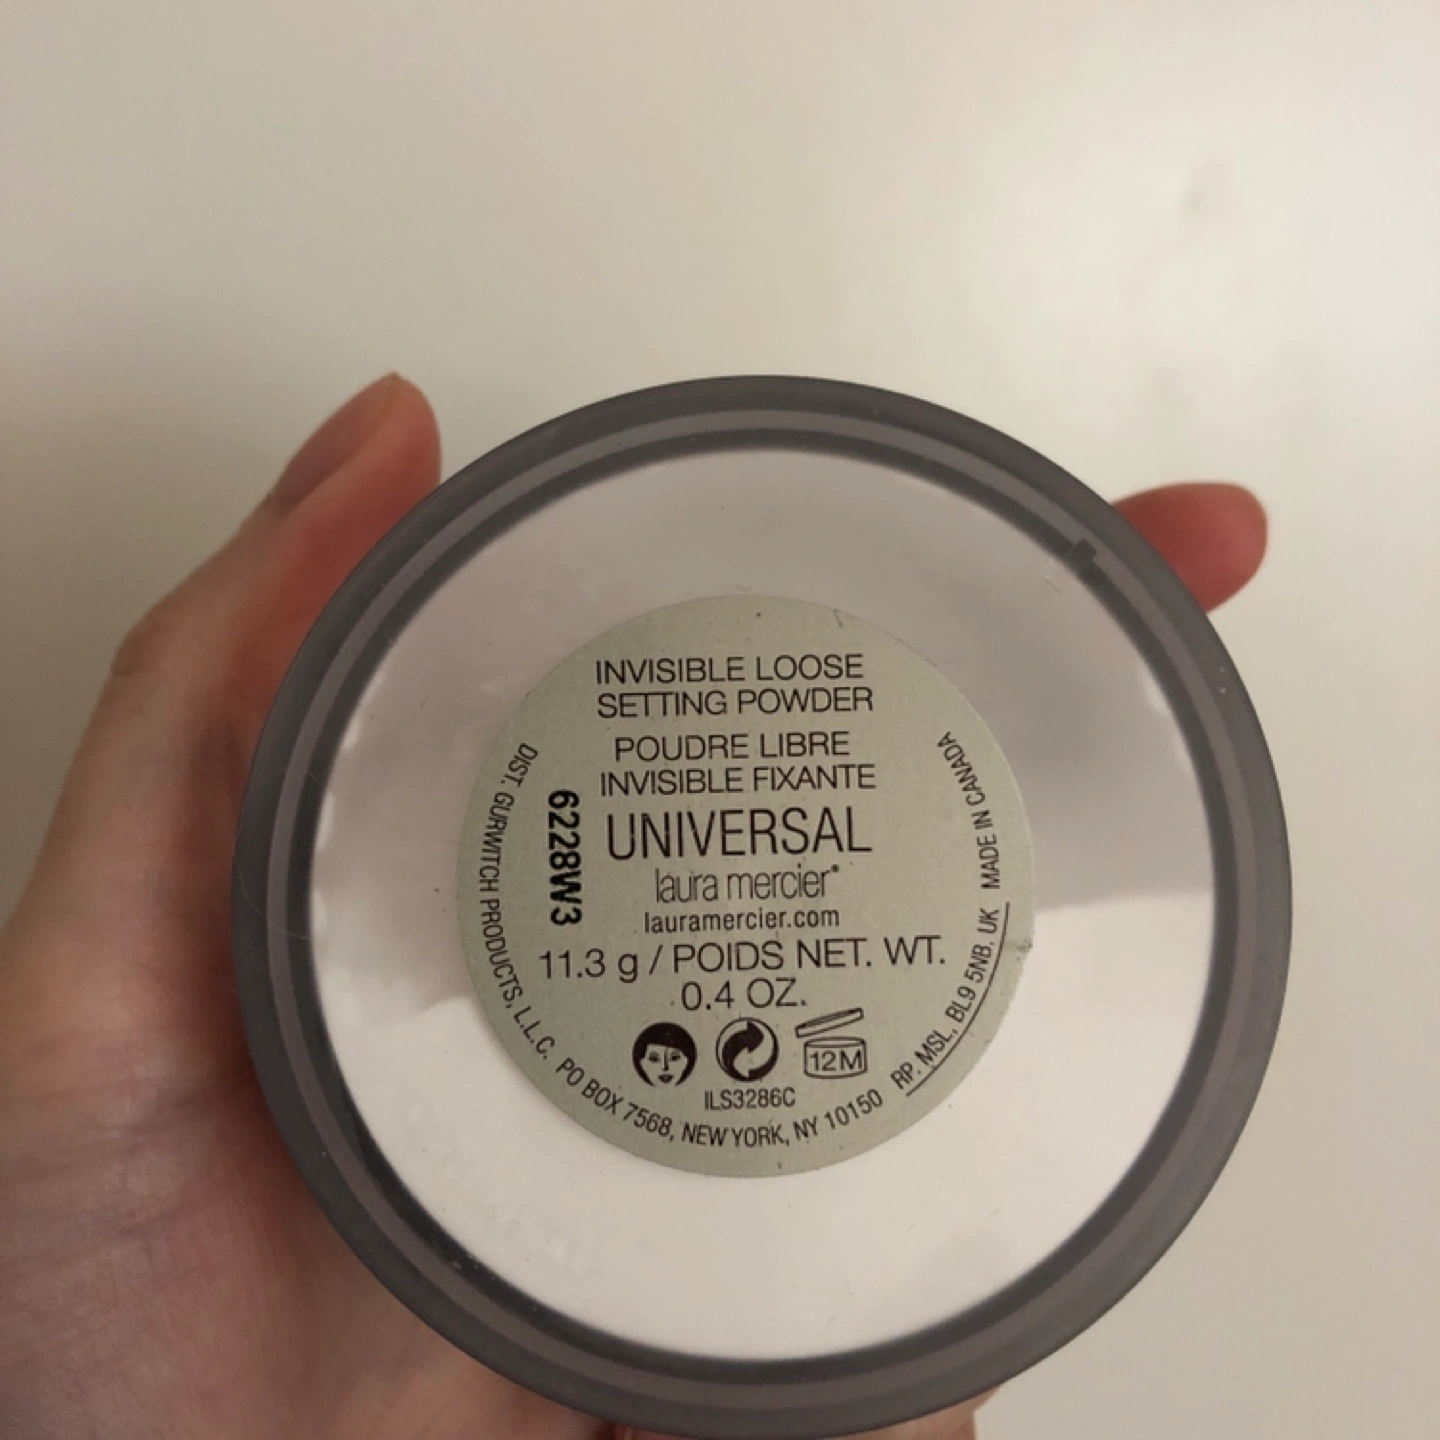 INVISIBLE LOOSE
SETTING POWDER
POUDRE LIBRE
INVISIBLE FIXANTE
UNIVERSAL
laura mercier
lauramercier.com
11.3 g / POIDS NET. WT.
0.4 OZ.
12M
ILS3286C
6228W3
DIST. GURWITCH PRODUCTS, L.L.C. PO BOX 7568, NEW YORK, NY 10150 RP. MSL, BL9 5NB. UK MADE IN CANADA